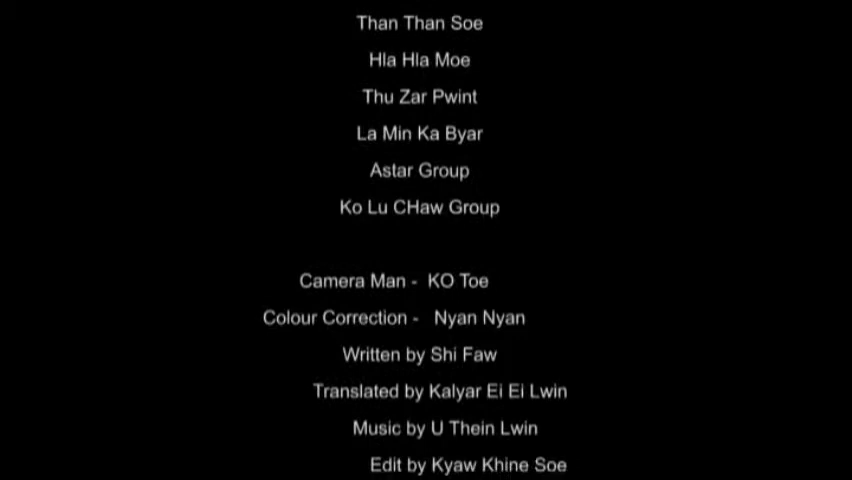 Than Than Soe
Hla Hla Moe
Thu Zar Pwint
La Min Ka Byar
Astar Group
Ko Lu CHaw Group
Camera Man - KO Toe
Colour Correction - Nyan Nyan
Written by Shi Faw
Translated by Kalyar Ei Ei Lwin
Music by U Thein Lwin
Edit by Kyaw Khine Soe